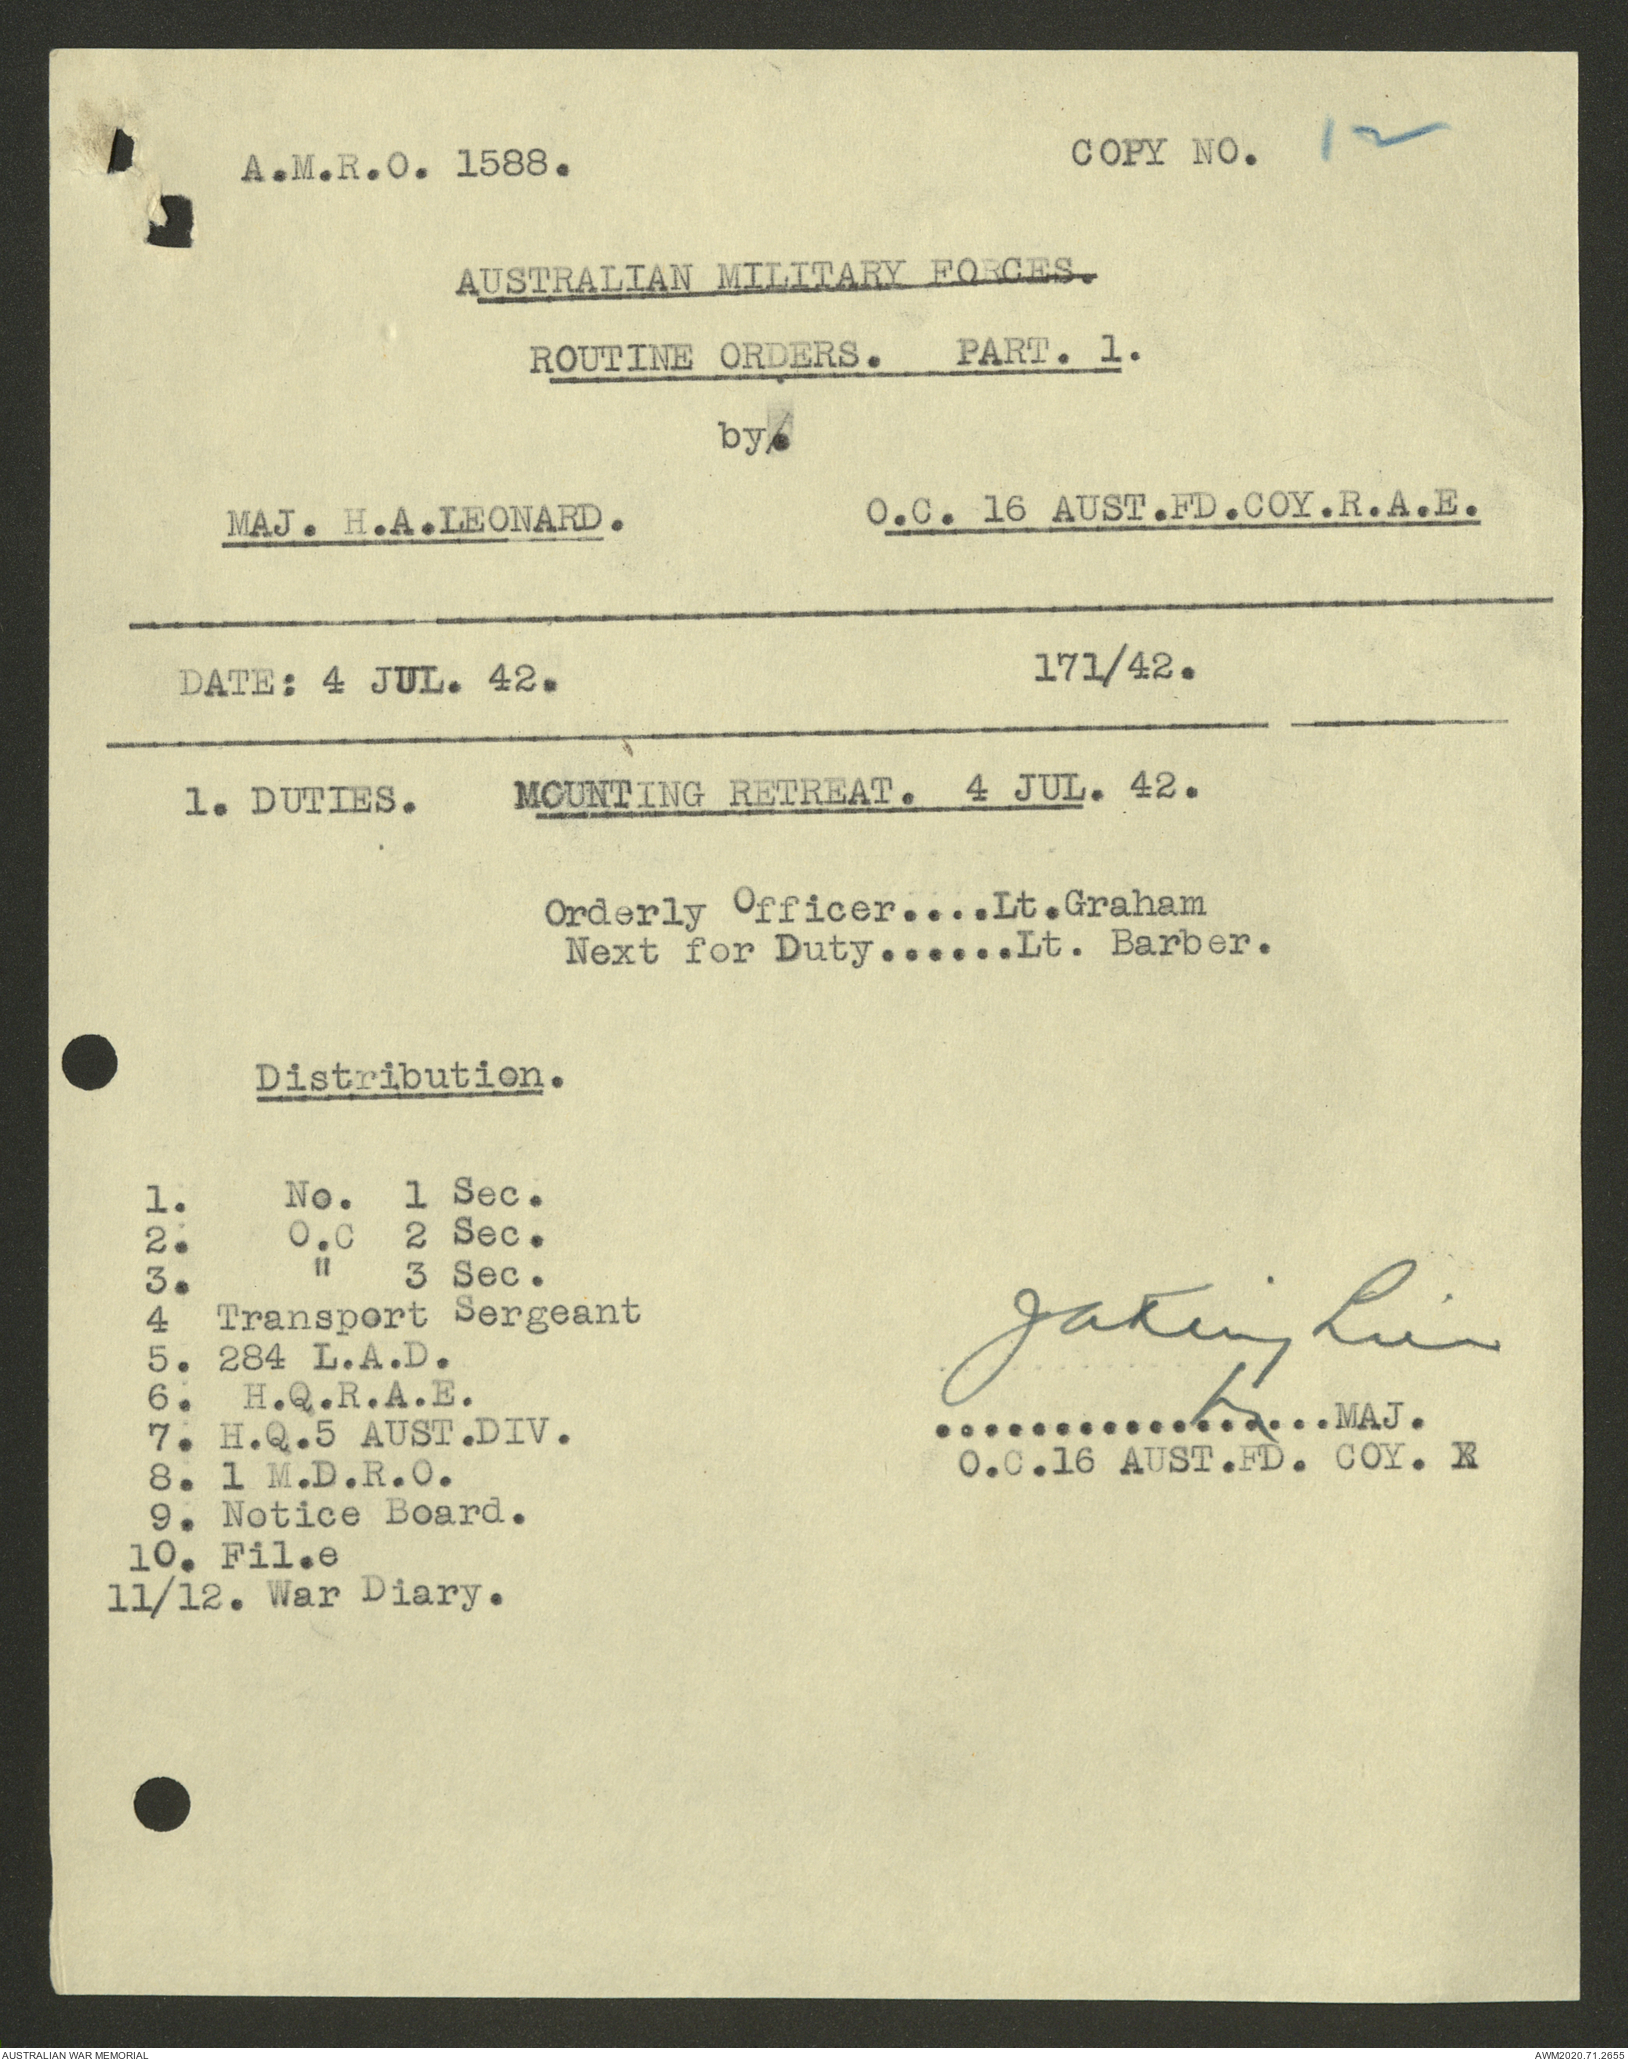 A.M.R.O. 1588.
COPY NO. 12
AUSTRALIAN MILITARY FORCES.
ROUTINE ORDERS. PART. 1.
by.
MAJ. H.A.LEONARD. O.C. 16 AUST.FD.COY.R.A.E.
DATE: 4 JUL. 42. 171/42.
1. DUTIES. MOUNTING RETREAT. 4 JUL. 42.
Orderly Officer....Lt.Graham
Next for Duty......Lt. Barber.
Distribution.
1. No. 1 Sec.
2. O.C 2 Sec.
3. " 3 Sec.
4 Transport Sergeant
5. 284 L.A.D.
6. H.Q.R.A.E.
7. H.Q.5 AUST.DIV.
8. 1 M.D.R.O.
9. Notice Board.
10. Fil.e
11/12. War Diary.
.................MAJ.
O.C.16 AUST.FD. COY.
AUSTRALIAN WAR MEMORIAL
AWM2020.71.2655